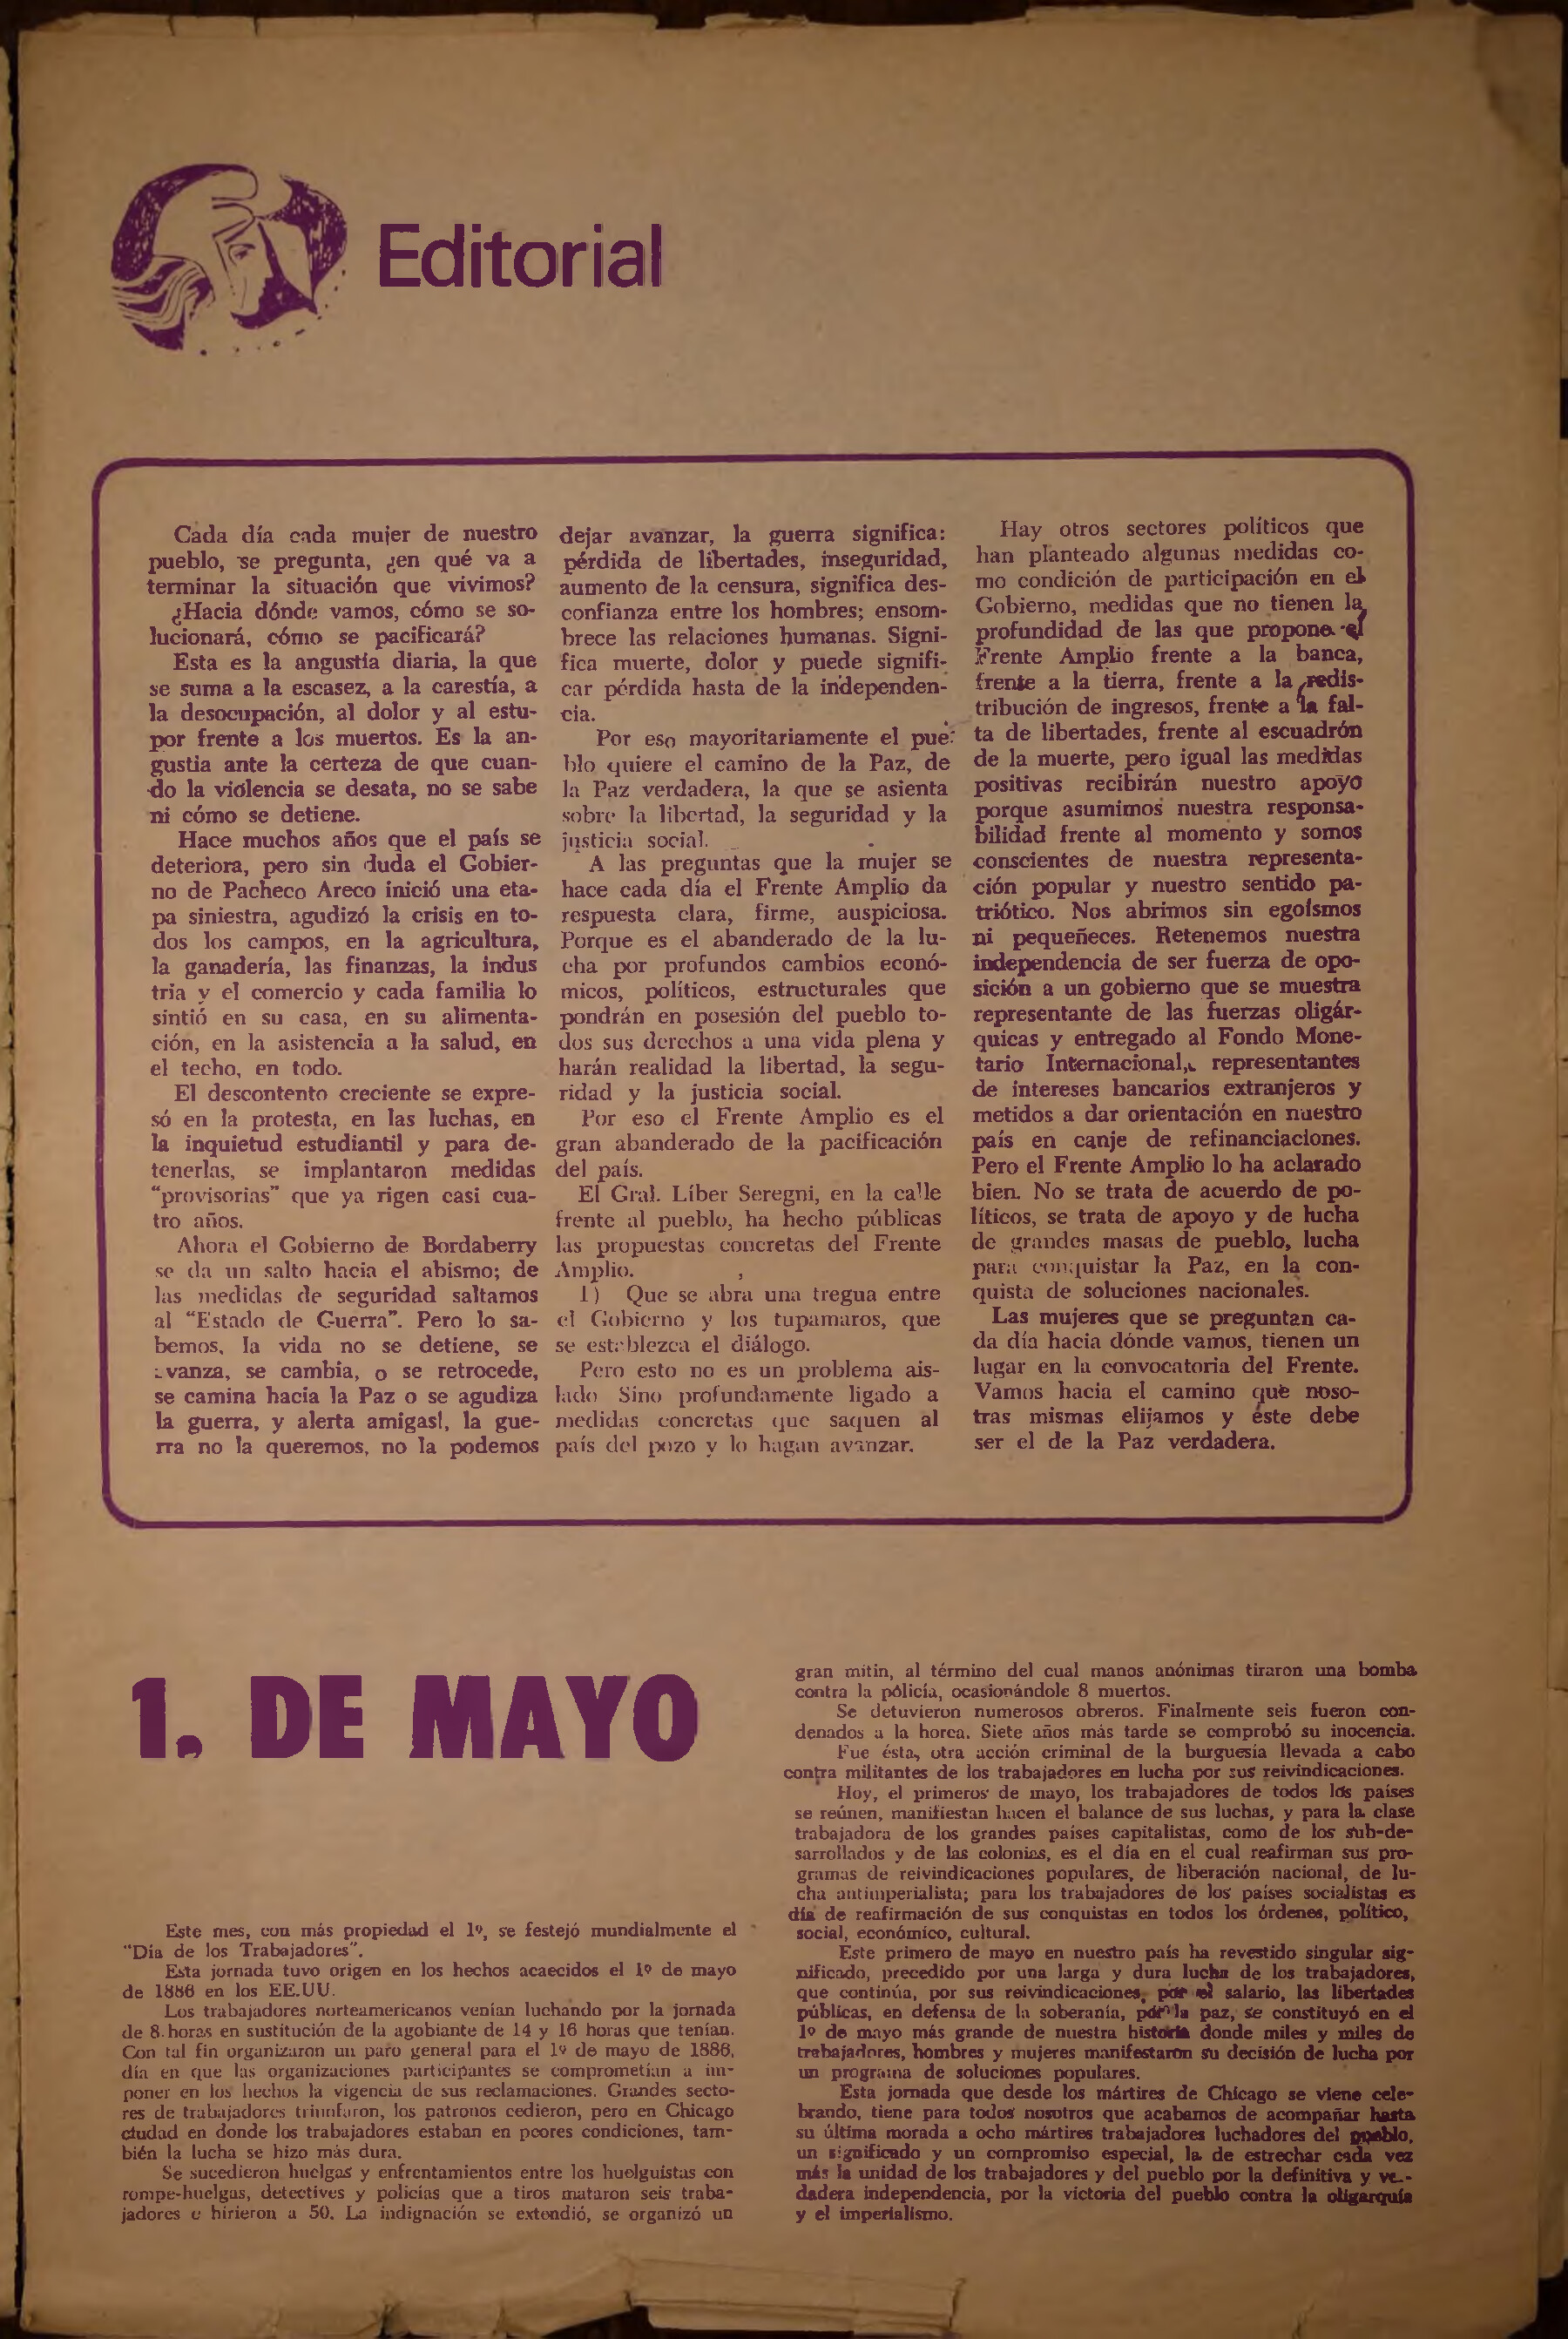 Editorial
Cada día cada mujer de nuestro
pueblo, se pregunta, ¿en qué va a
terminar la situación que vivimos?
¿Hacia dónde vamos, cómo se so-
lucionará, cómo se pacificará?
Esta es la angustia diaria, la que
se suma a la escasez, a la carestía, a
la desocupación, al dolor y al estu-
por frente a los muertos. Es la an-
gustia ante la certeza de que cuan-
do la violencia se desata, no se sabe
ni cómo se detiene.
Hace muchos años que el país se
deteriora, pero sin duda el Gobier-
no de Pacheco Areco inició una eta-
pa siniestra, agudizó la crisis en to-
dos los campos, en la agricultura,
la ganadería, las finanzas, la indus
tria y el comercio y cada familia lo
sintió en su casa, en su alimenta-
ción, en la asistencia a la salud, en
el techo, en todo.
El descontento creciente se expre-
só en la protesta, en las luchas, en
la inquietud estudiantil y para de-
tenerlas, se implantaron medidas
“provisorias” que ya rigen casi cua-
tro años.
Ahora el Gobierno de Bordaberry
se da un salto hacia el abismo; de
las medidas de seguridad saltamos
al “Estado de Guerra”. Pero lo sa-
bemos, la vida no se detiene, se
avanza, se cambia, o se retrocede,
se camina hacia la Paz o se agudiza
la guerra, y alerta amigas!, la gue-
rra no la queremos, no la podemos
dejar avanzar, la guerra significa:
pérdida de libertades, inseguridad,
aumento de la censura, significa des-
confianza entre los hombres; ensom-
brece las relaciones humanas. Signi-
fica muerte, dolor y puede signifi-
car pérdida hasta de la independen-
cia.
Por eso mayoritariamente el pue-
blo quiere el camino de la Paz, de
la Paz verdadera, la que se asienta
sobre la libertad, la seguridad y la
justicia social.
A las preguntas que la mujer se
hace cada día el Frente Amplio da
respuesta clara, firme, auspiciosa.
Porque es el abanderado de la lu-
cha por profundos cambios econó-
micos, políticos, estructurales que
pondrán en posesión del pueblo to-
dos sus derechos a una vida plena y
harán realidad la libertad, la segu-
ridad y la justicia social.
Por eso el Frente Amplio es el
gran abanderado de la pacificación
del país.
El Gral. Líber Seregni, en la calle
frente al pueblo, ha hecho públicas
las propuestas concretas del Frente
Amplio.
1) Que se abra una tregua entre
el Gobierno y los tupamaros, que
se establezca el diálogo.
Pero esto no es un problema ais-
lado Sino profundamente ligado a
medidas concretas que saquen al
país del pozo y lo hagan avanzar.
Hay otros sectores políticos que
han planteado algunas medidas co-
mo condición de participación en el
Gobierno, medidas que no tienen la
profundidad de las que propone el
Frente Amplio frente a la banca,
frente a la tierra, frente a la redis-
tribución de ingresos, frente a la fal-
ta de libertades, frente al escuadrón
de la muerte, pero igual las medidas
positivas recibirán nuestro apoyo
porque asumimos nuestra responsa-
bilidad frente al momento y somos
conscientes de nuestra representa-
ción popular y nuestro sentido pa-
triótico. Nos abrimos sin egoísmos
ni pequeñeces. Retenemos nuestra
independencia de ser fuerza de opo-
sición a un gobierno que se muestra
representante de las fuerzas oligár-
quicas y entregado al Fondo Mone-
tario Internacional, representantes
de intereses bancarios extranjeros y
metidos a dar orientación en nuestro
país en canje de refinanciaciones.
Pero el Frente Amplio lo ha aclarado
bien. No se trata de acuerdo de po-
líticos, se trata de apoyo y de lucha
de grandes masas de pueblo, lucha
para conquistar la Paz, en la con-
quista de soluciones nacionales.
Las mujeres que se preguntan ca-
da día hacia dónde vamos, tienen un
lugar en la convocatoria del Frente.
Vamos hacia el camino que noso-
tras mismas elijamos y éste debe
ser el de la Paz verdadera.
1. DE MAYO
Este mes, con más propiedad el 1º, se festejó mundialmente el
“Día de los Trabajadores”.
Esta jornada tuvo origen en los hechos acaecidos el 1º de mayo
de 1886 en los EE.UU.
Los trabajadores norteamericanos venían luchando por la jornada
de 8 horas en sustitución de la agobiante de 14 y 16 horas que tenían.
Con tal fin organizaron un paro general para el 1º de mayo de 1886,
día en que las organizaciones participantes se comprometían a im-
poner en los hechos la vigencia de sus reclamaciones. Grandes secto-
res de trabajadores triunfaron, los patronos cedieron, pero en Chicago
ciudad en donde los trabajadores estaban en peores condiciones, tam-
bién la lucha se hizo más dura.
Se sucedieron huelgas y enfrentamientos entre los huelguistas con
rompe-huelgas, detectives y policías que a tiros mataron seis traba-
jadores e hirieron a 50. La indignación se extendió, se organizó un
gran mitin, al término del cual manos anónimas tiraron una bomba
contra la policía, ocasionándole 8 muertos.
Se detuvieron numerosos obreros. Finalmente seis fueron con-
denados a la horca. Siete años más tarde se comprobó su inocencia.
Fue ésta, otra acción criminal de la burguesía llevada a cabo
contra militantes de los trabajadores en lucha por sus reivindicaciones.
Hoy, el primeros de mayo, los trabajadores de todos los países
se reúnen, manifiestan hacen el balance de sus luchas, y para la clase
trabajadora de los grandes países capitalistas, como de los sub-de-
sarrollados y de las colonias, es el día en el cual reafirman sus pro-
gramas de reivindicaciones populares, de liberación nacional, de lu-
cha antimperialista; para los trabajadores de los países socialistas es
día de reafirmación de sus conquistas en todos los órdenes, político,
social, económico, cultural.
Este primero de mayo en nuestro país ha revestido singular sig-
nificado, precedido por una larga y dura lucha de los trabajadores,
que continúa, por sus reivindicaciones, por el salario, las libertades
públicas, en defensa de la soberanía, por la paz, se constituyó en el
1º de mayo más grande de nuestra historia donde miles y miles de
trabajadores, hombres y mujeres manifestaron su decisión de lucha por
un programa de soluciones populares.
Esta jornada que desde los mártires de Chicago se viene cele-
brando, tiene para todos nosotros que acabamos de acompañar hasta
su última morada a ocho mártires trabajadores luchadores del pueblo,
un significado y un compromiso especial, la de estrechar cada vez
más la unidad de los trabajadores y del pueblo por la definitiva y ver-
dadera independencia, por la victoria del pueblo contra la oligarquía
y el imperialismo.